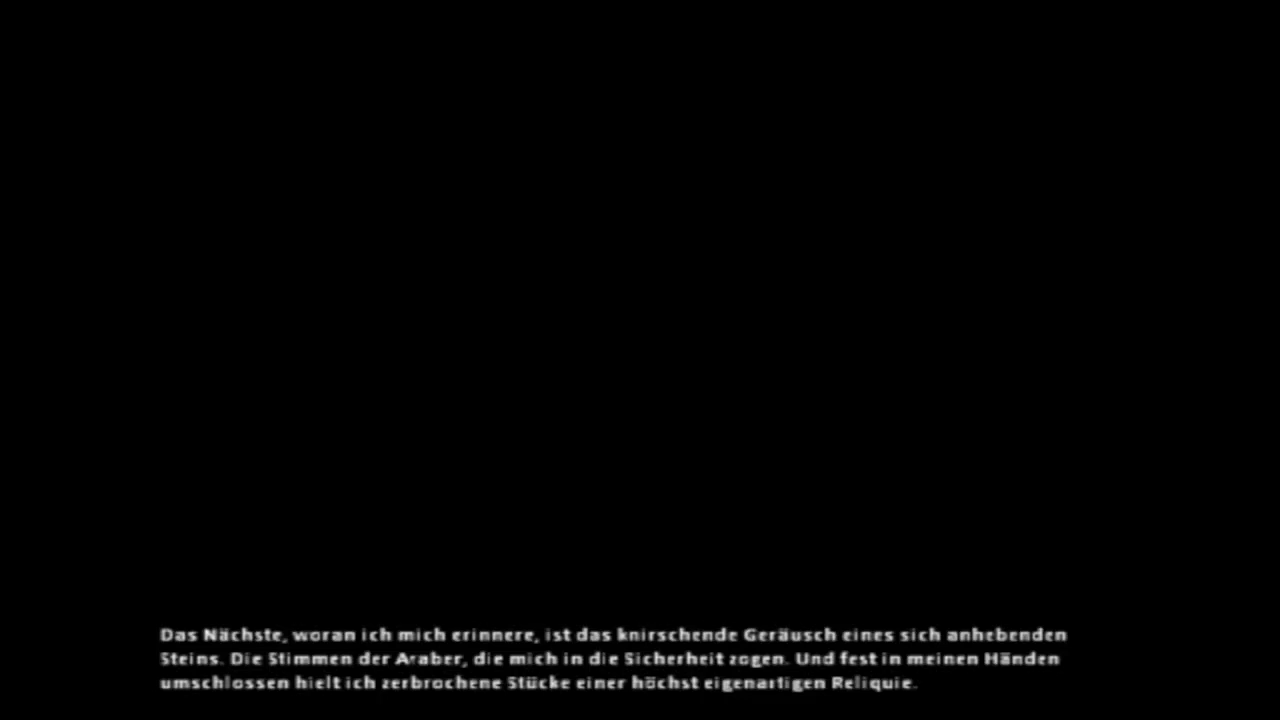 Das Nächste, woran ich mich erinnere, ist das knirschende Geräusch eines sich anhebenden
Steins. Die Stimmen der Araber, die mich in die Sicherheit zogen. Und fest in meinen Händen
umschlossen hielt ich zerbrochene Stücke einer höchst eigenartigen Reliquie.